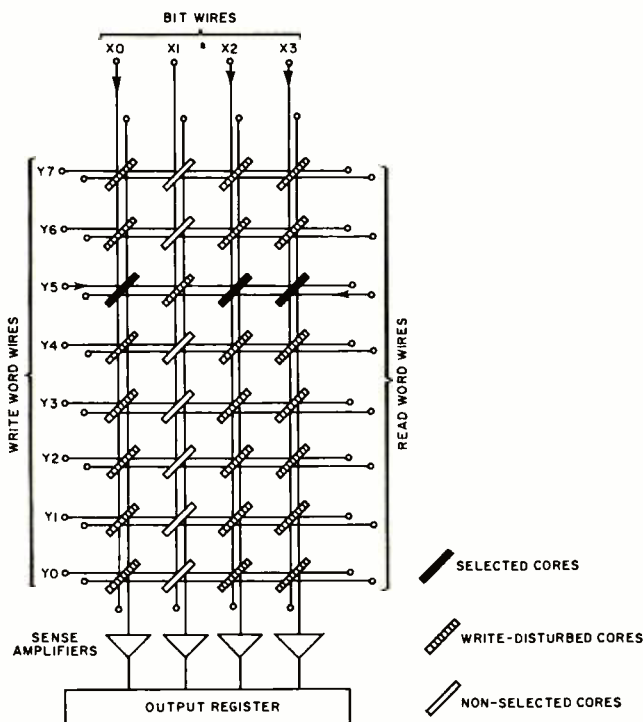 BIT WIRES
X0 X1 X2 X3
Y7
Y6
Y5
Y4
Y3
Y2
Y1
Y0
WRITE WORD WIRES
READ WORD WIRES
SELECTED CORES
WRITE-DISTURBED CORES
NON-SELECTED CORES
SENSE
AMPLIFIERS
OUTPUT REGISTER